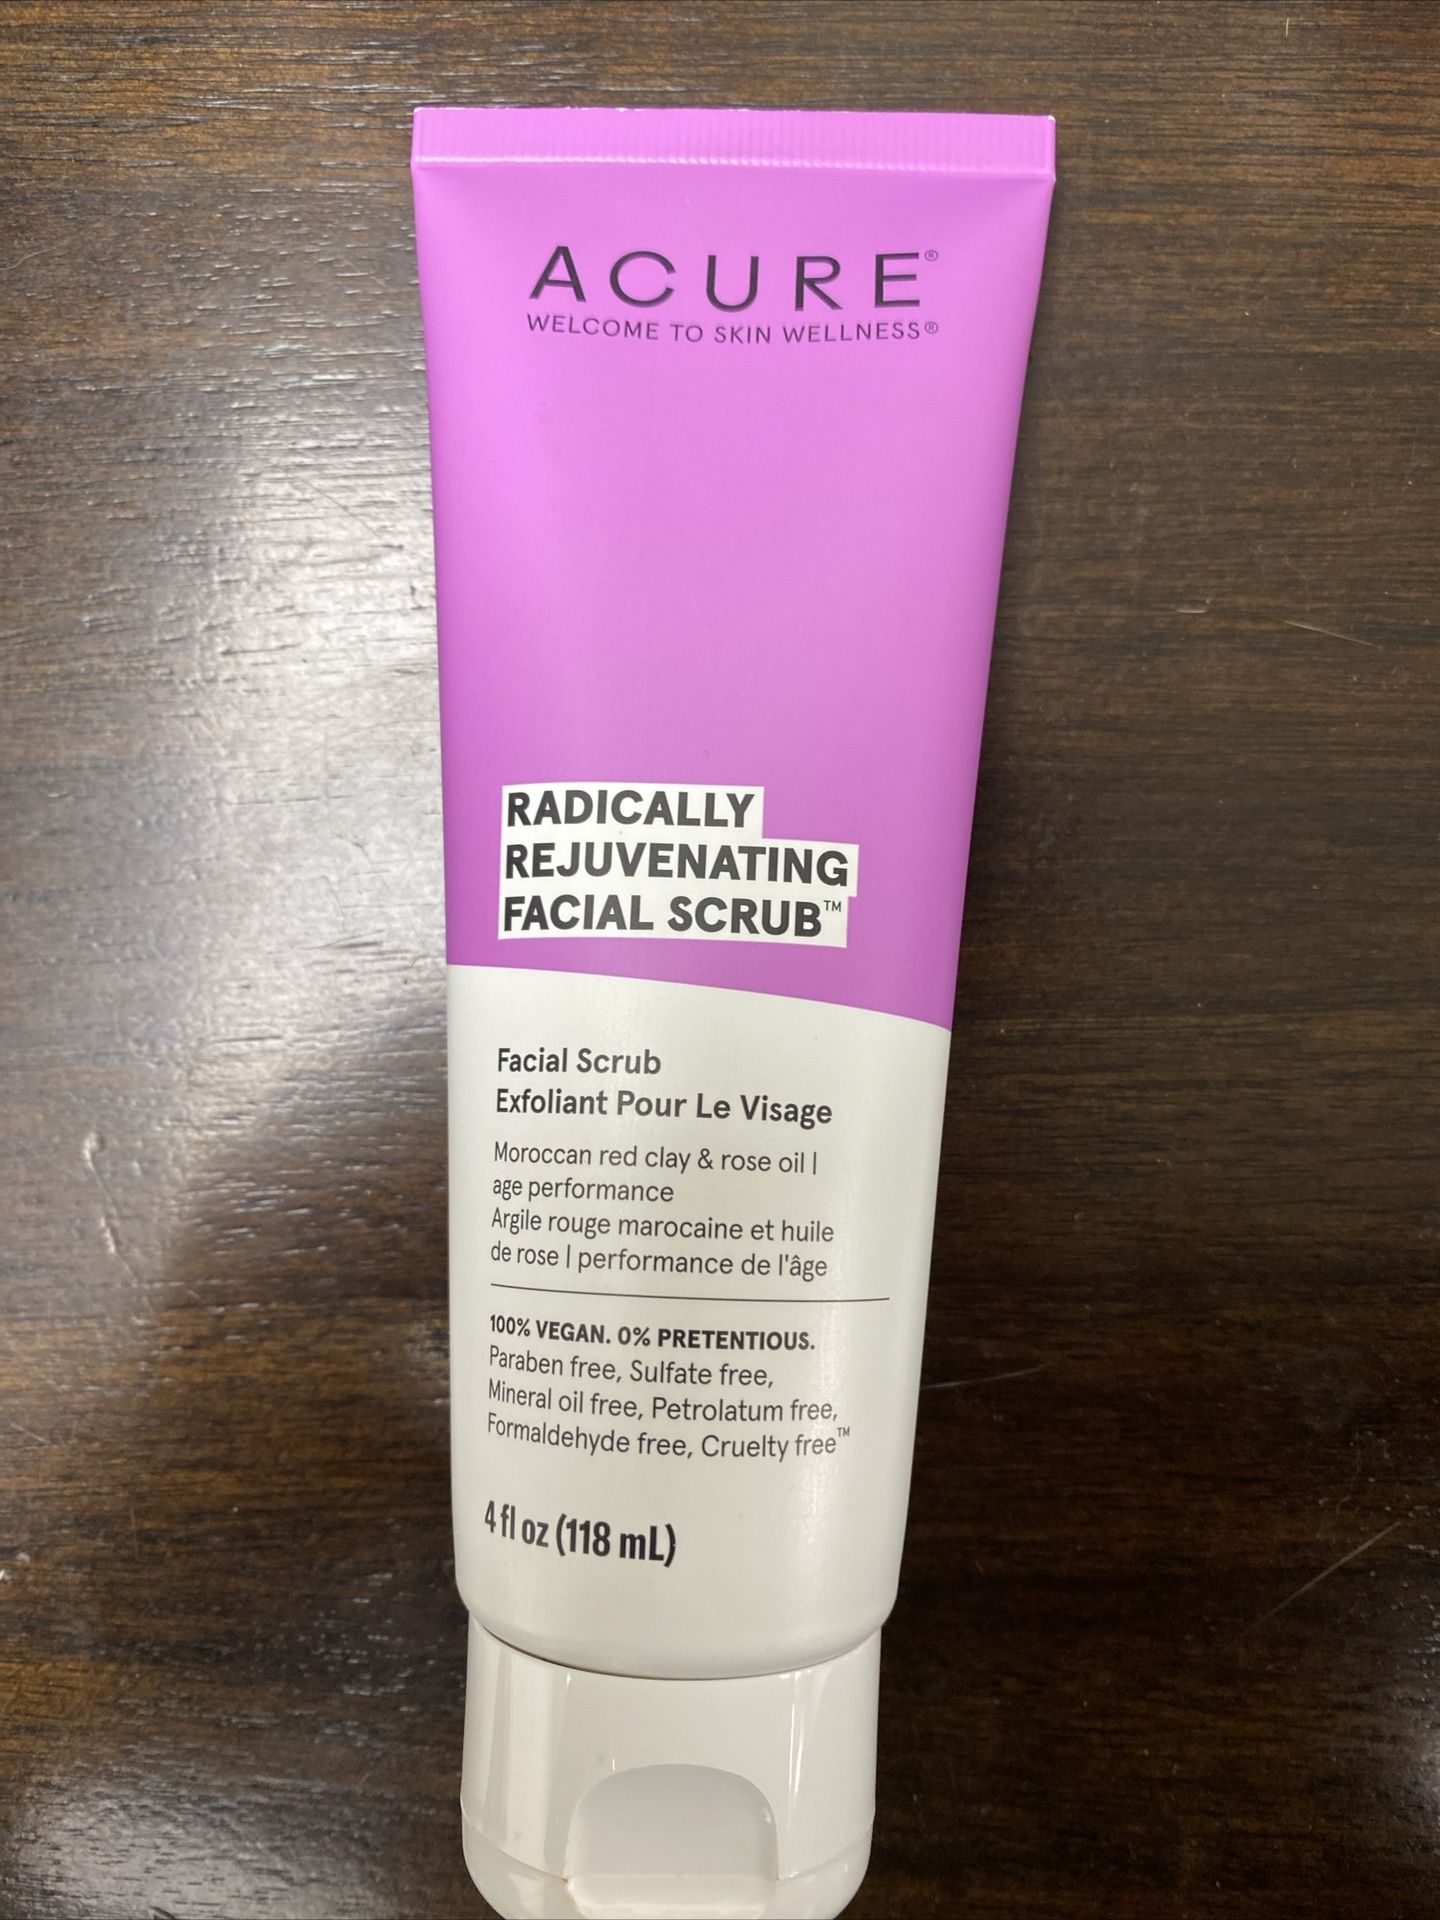 ACURE®
WELCOME TO SKIN WELLNESS®
RADICALLY
REJUVENATING
FACIAL SCRUB™
Facial Scrub
Exfoliant Pour Le Visage
Moroccan red clay & rose oil |
age performance
Argile rouge marocaine et huile
de rose | performance de l'âge
100% VEGAN. 0% PRETENTIOUS.
Paraben free, Sulfate free,
Mineral oil free, Petrolatum free,
Formaldehyde free, Cruelty free™
4 fl oz (118 mL)